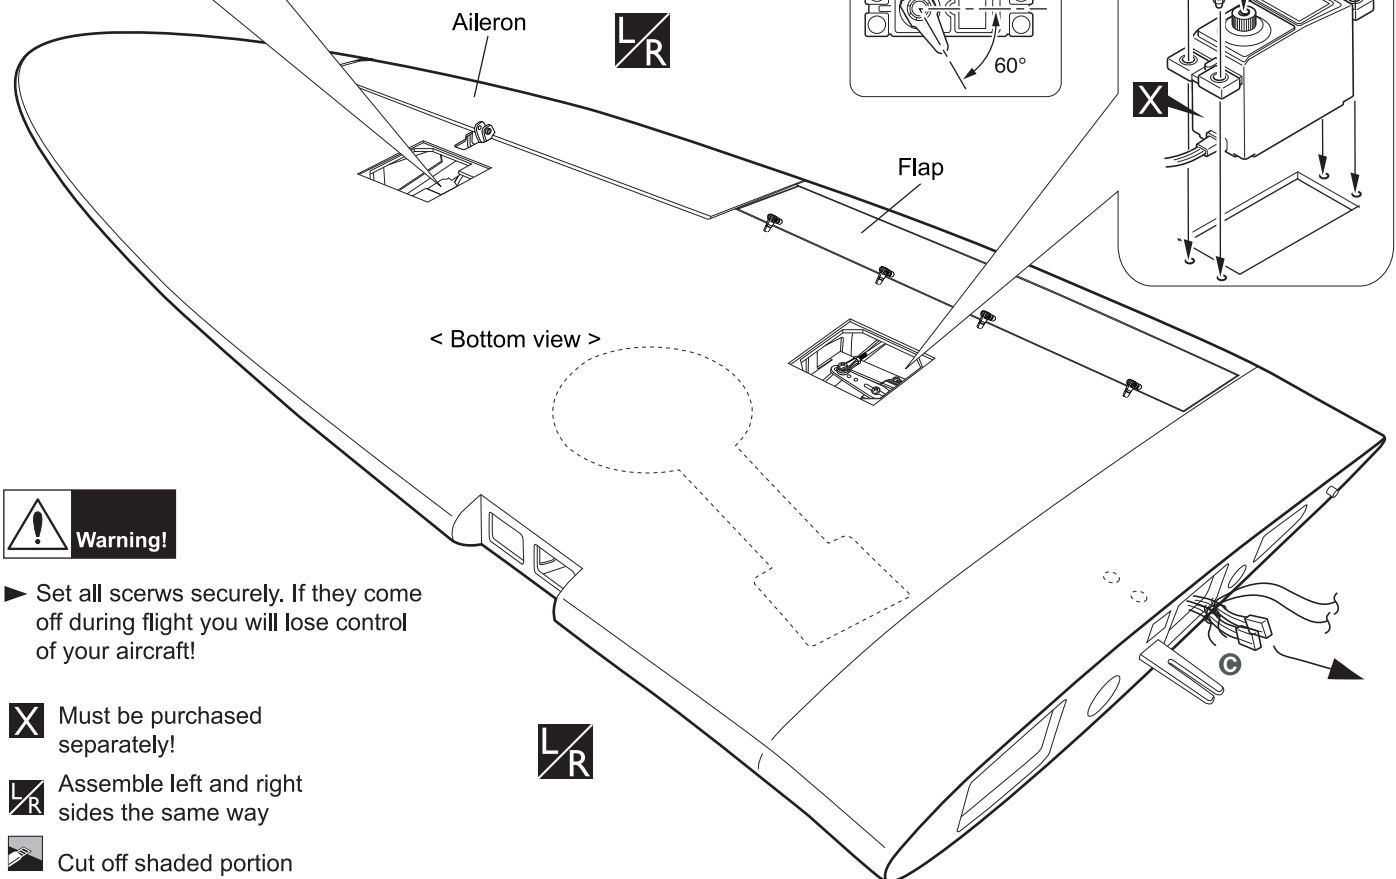 Aileron
L/R
60°
X
Flap
< Bottom view >
Warning!
► Set all scerws securely. If they come
off during flight you will lose control
of your aircraft!
C
X Must be purchased
separately!
L/R
L/R Assemble left and right
sides the same way
Cut off shaded portion